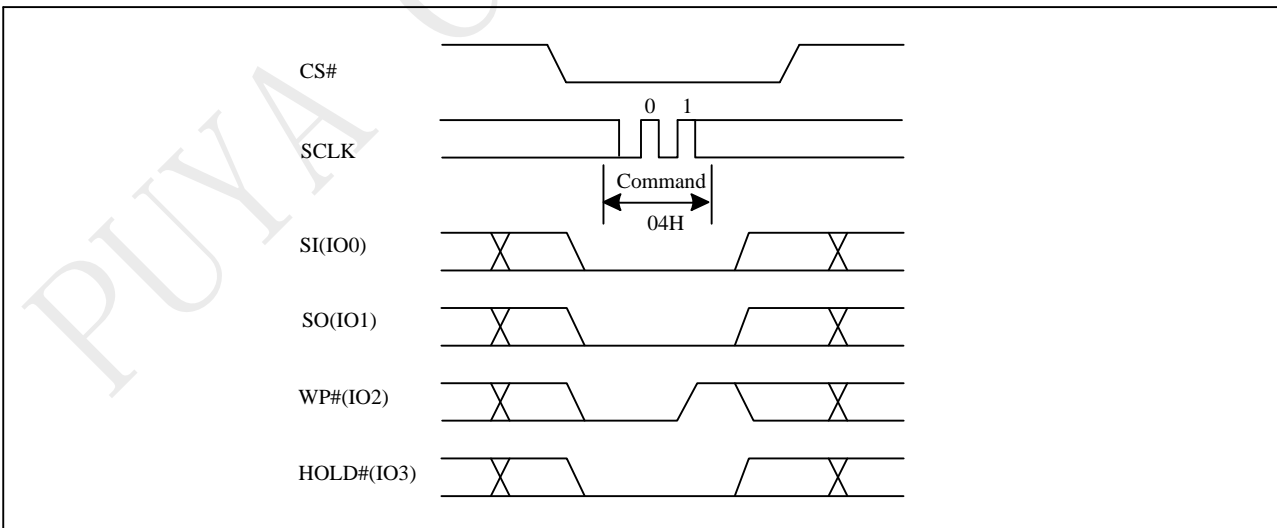 PUYA
CS#
0 1
SCLK
Command
04H
SI(IO0)
SO(IO1)
WP#(IO2)
HOLD#(IO3)